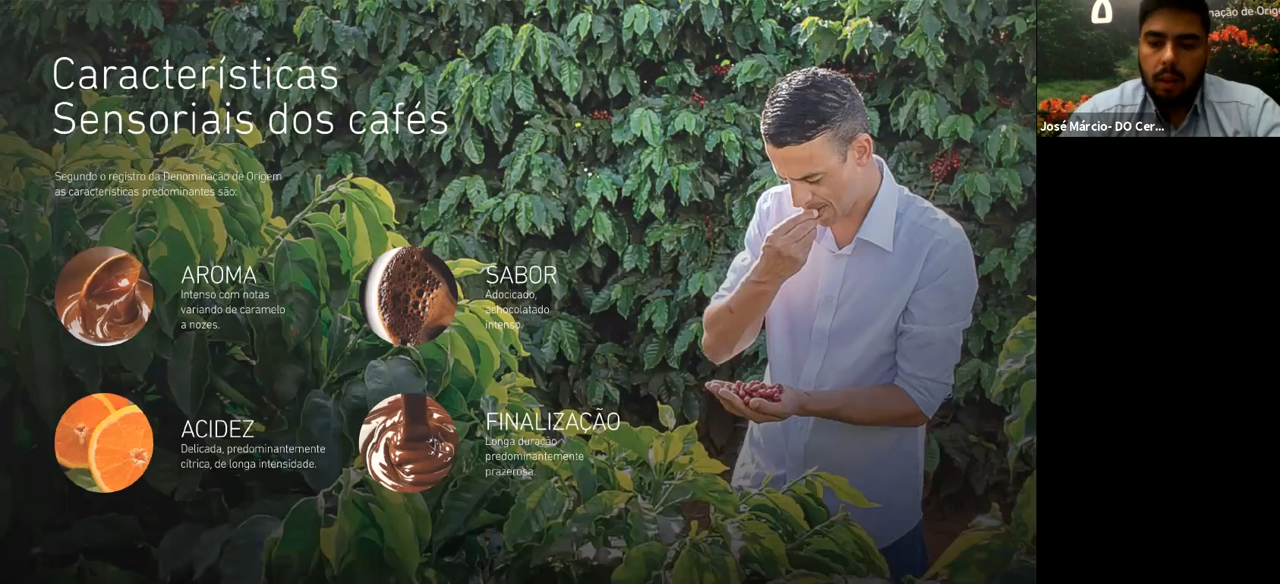 Características
Sensoriais dos cafés
Segundo o registro da Denominação de Origem
as características predominantes são:
AROMA
Intenso com notas
variando de caramelo
a nozes.
SABOR
Adocicado,
achocolatado
intenso.
ACIDEZ
Delicada, predominantemente
cítrica, de longa intensidade.
FINALIZAÇÃO
Longa duração
predominantemente
prazerosa.
nação de Orig
José Márcio- DO Cer...